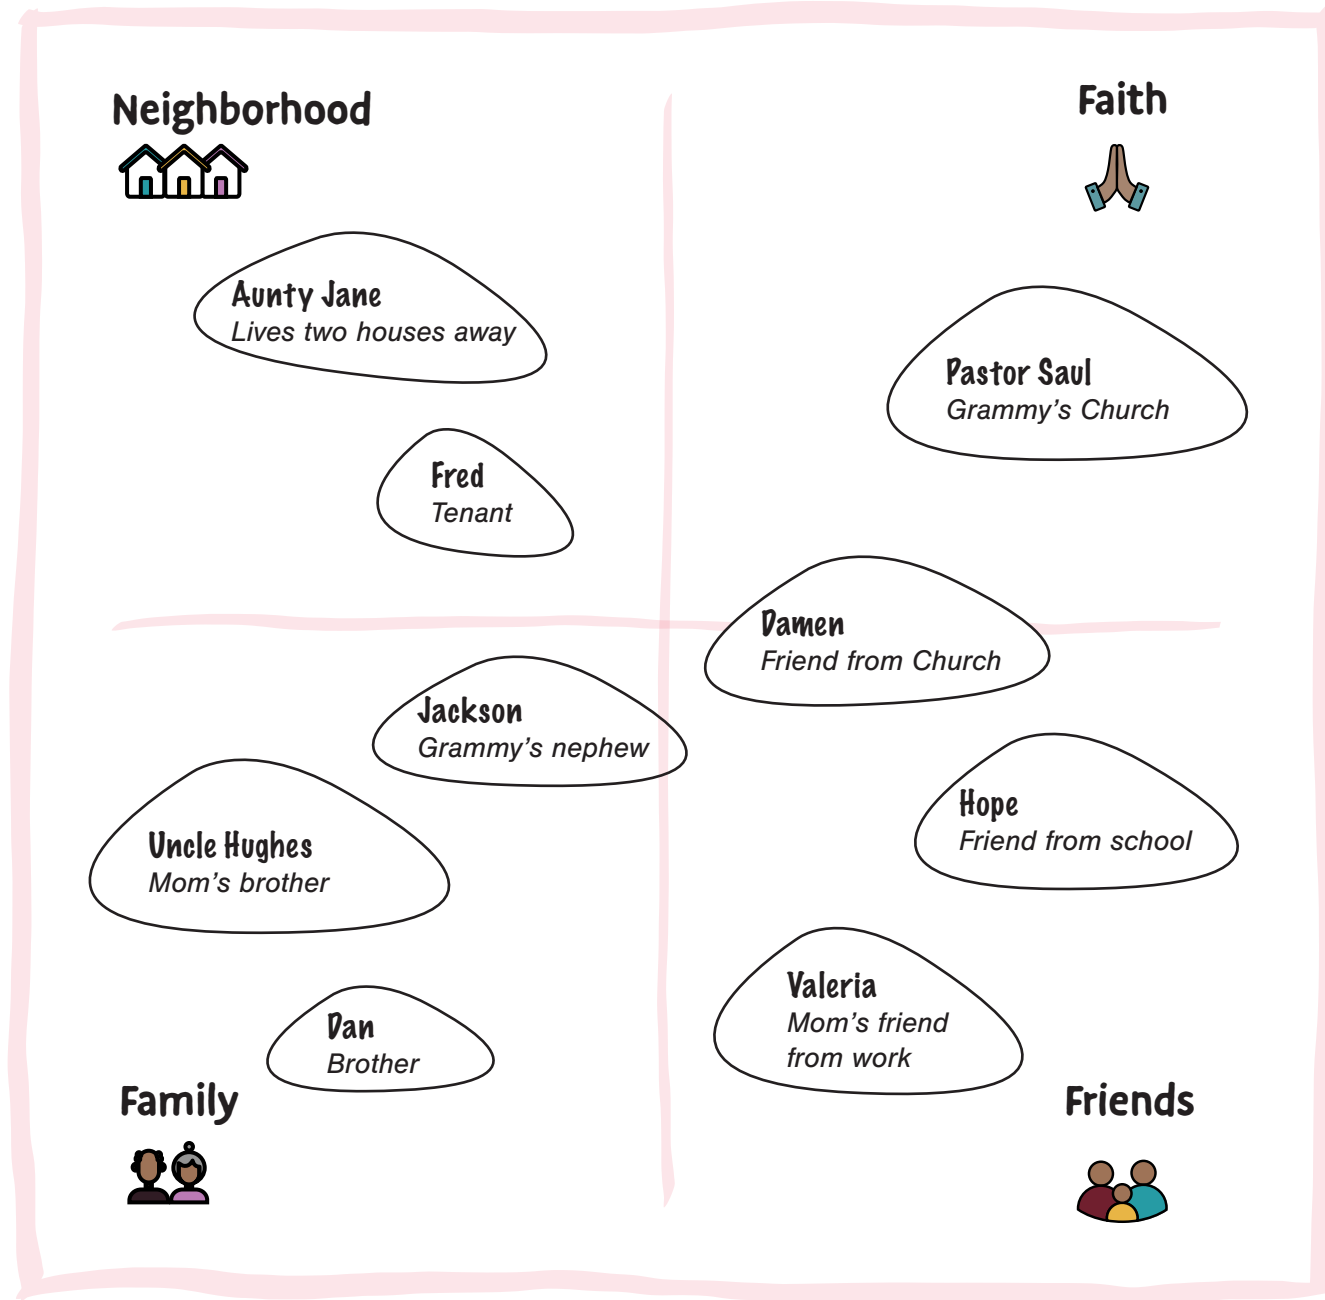 Neighborhood
Faith
Aunty Jane
Lives two houses away
Pastor Saul
Grammy's Church
Fred
Tenant
Damen
Friend from Church
Jackson
Grammy's nephew
Hope
Friend from school
Uncle Hughes
Mom's brother
Valeria
Mom's friend
from work
Dan
Brother
Family
Friends